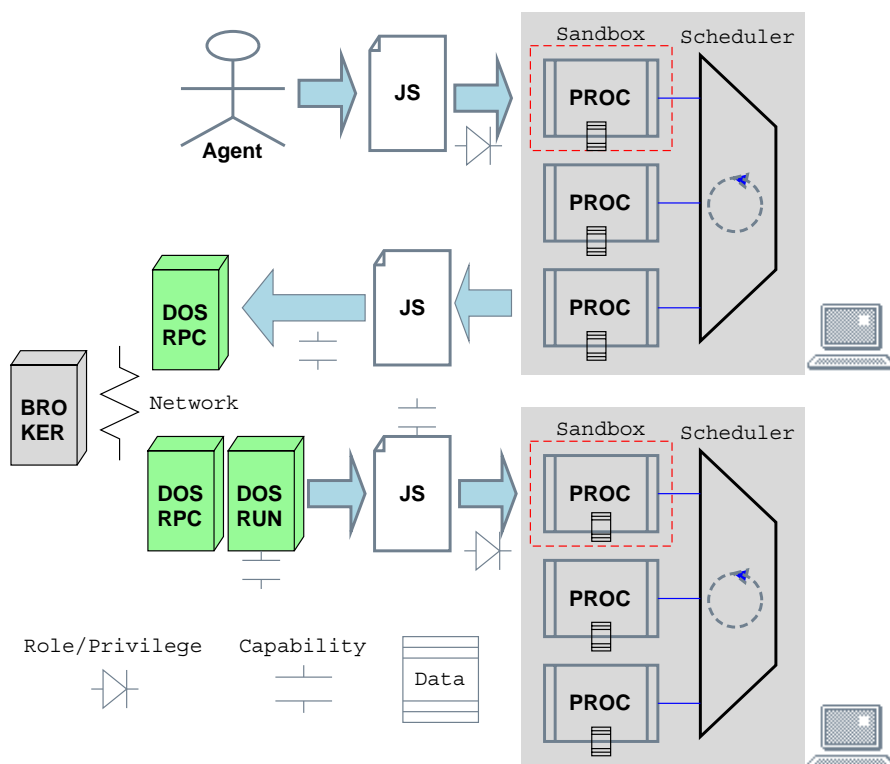 Sandbox
Scheduler
JS
PROC
Agent
PROC
PROC
DOS
RPC
JS
BRO
KER
Network
Sandbox
Scheduler
DOS
RPC
DOS
RUN
JS
PROC
PROC
PROC
Role/Privilege
Capability
Data